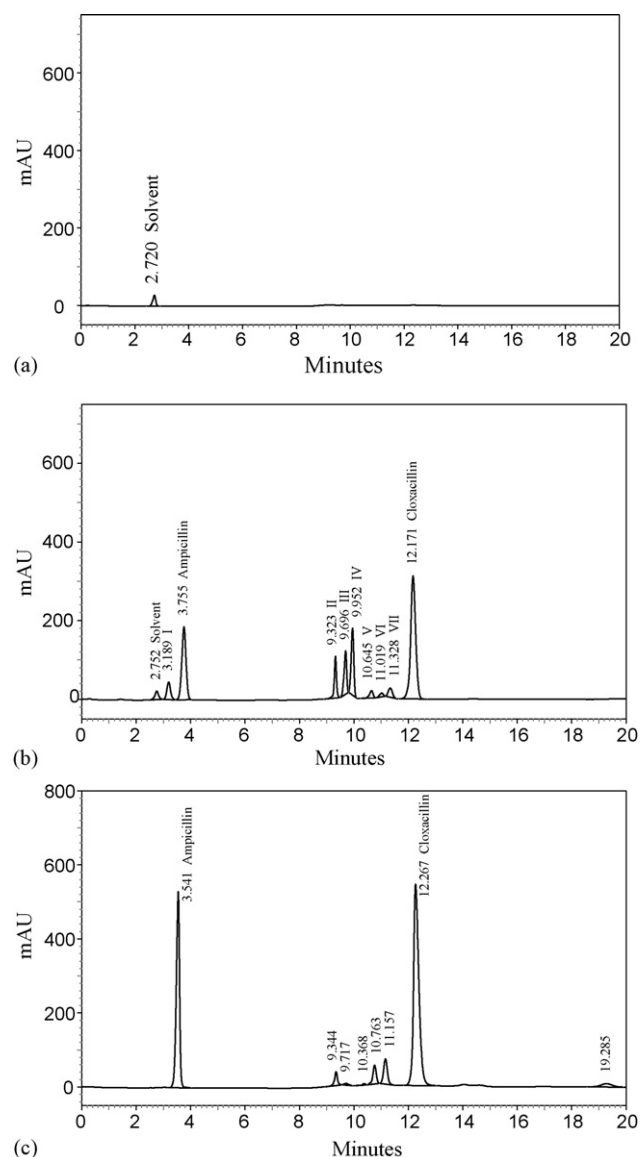 600
400
200
0
mAU
2.720 Solvent
0 2 4 6 8 10 12 14 16 18 20
Minutes
(a)
600
400
200
0
mAU
2.752 Solvent
3.189 I
3.755 Ampicillin
9.323 II
9.696 III
9.952 IV
10.645 V
11.019 VI
11.328 VII
12.171 Cloxacillin
0 2 4 6 8 10 12 14 16 18 20
Minutes
(b)
800
600
400
200
0
mAU
3.541 Ampicillin
9.344
9.717
10.368
10.763
11.157
12.267 Cloxacillin
19.285
0 2 4 6 8 10 12 14 16 18 20
Minutes
(c)